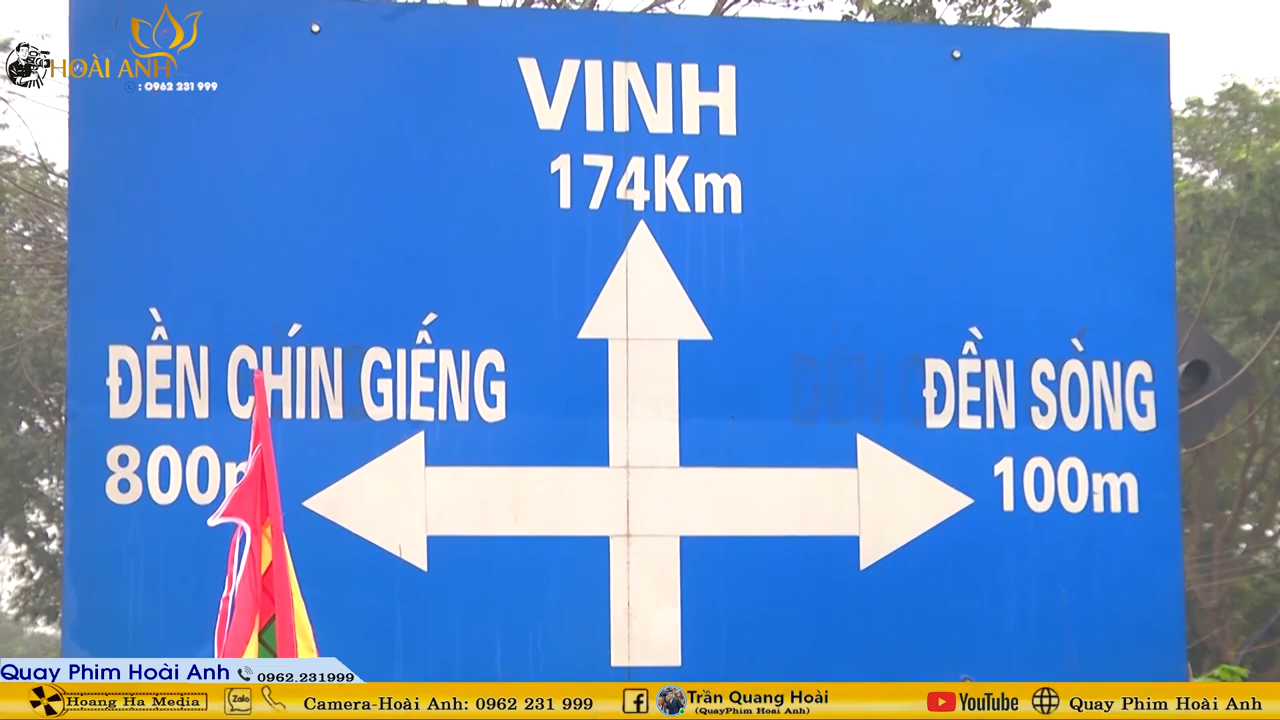 HOÀI ANH
: 0962 231 999
VINH
174Km
ĐỀN CHÍN GIẾNG
800m
ĐỀN SÒNG
100m
Quay Phim Hoài Anh 0962.231999
Hoang Ha Media
Zalo
Camera-Hoài Anh: 0962 231 999
Trần Quang Hoài
(QuayPhim Hoai Anh)
YouTube
Quay Phim Hoài Anh